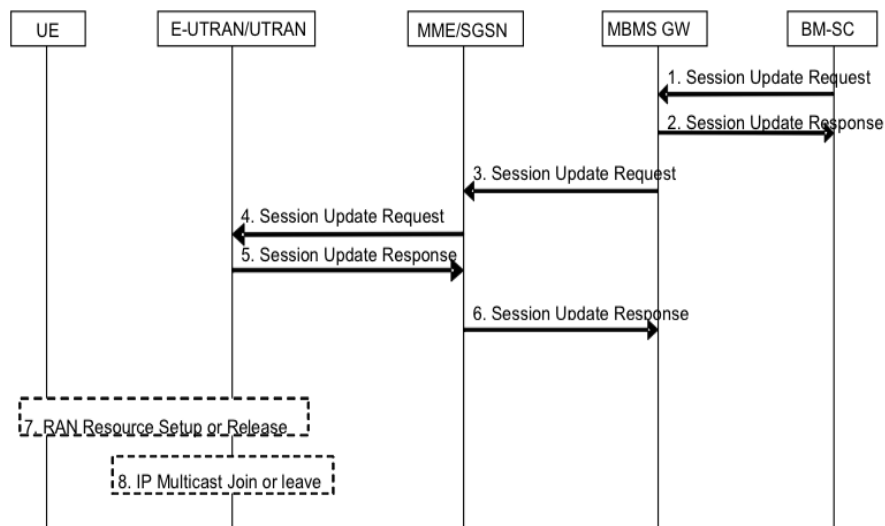 UE
E-UTRAN/UTRAN
MME/SGSN
MBMS GW
BM-SC
1. Session Update Request
2. Session Update Response
3. Session Update Request
4. Session Update Request
5. Session Update Response
6. Session Update Response
7. RAN Resource Setup or Release
8. IP Multicast Join or leave